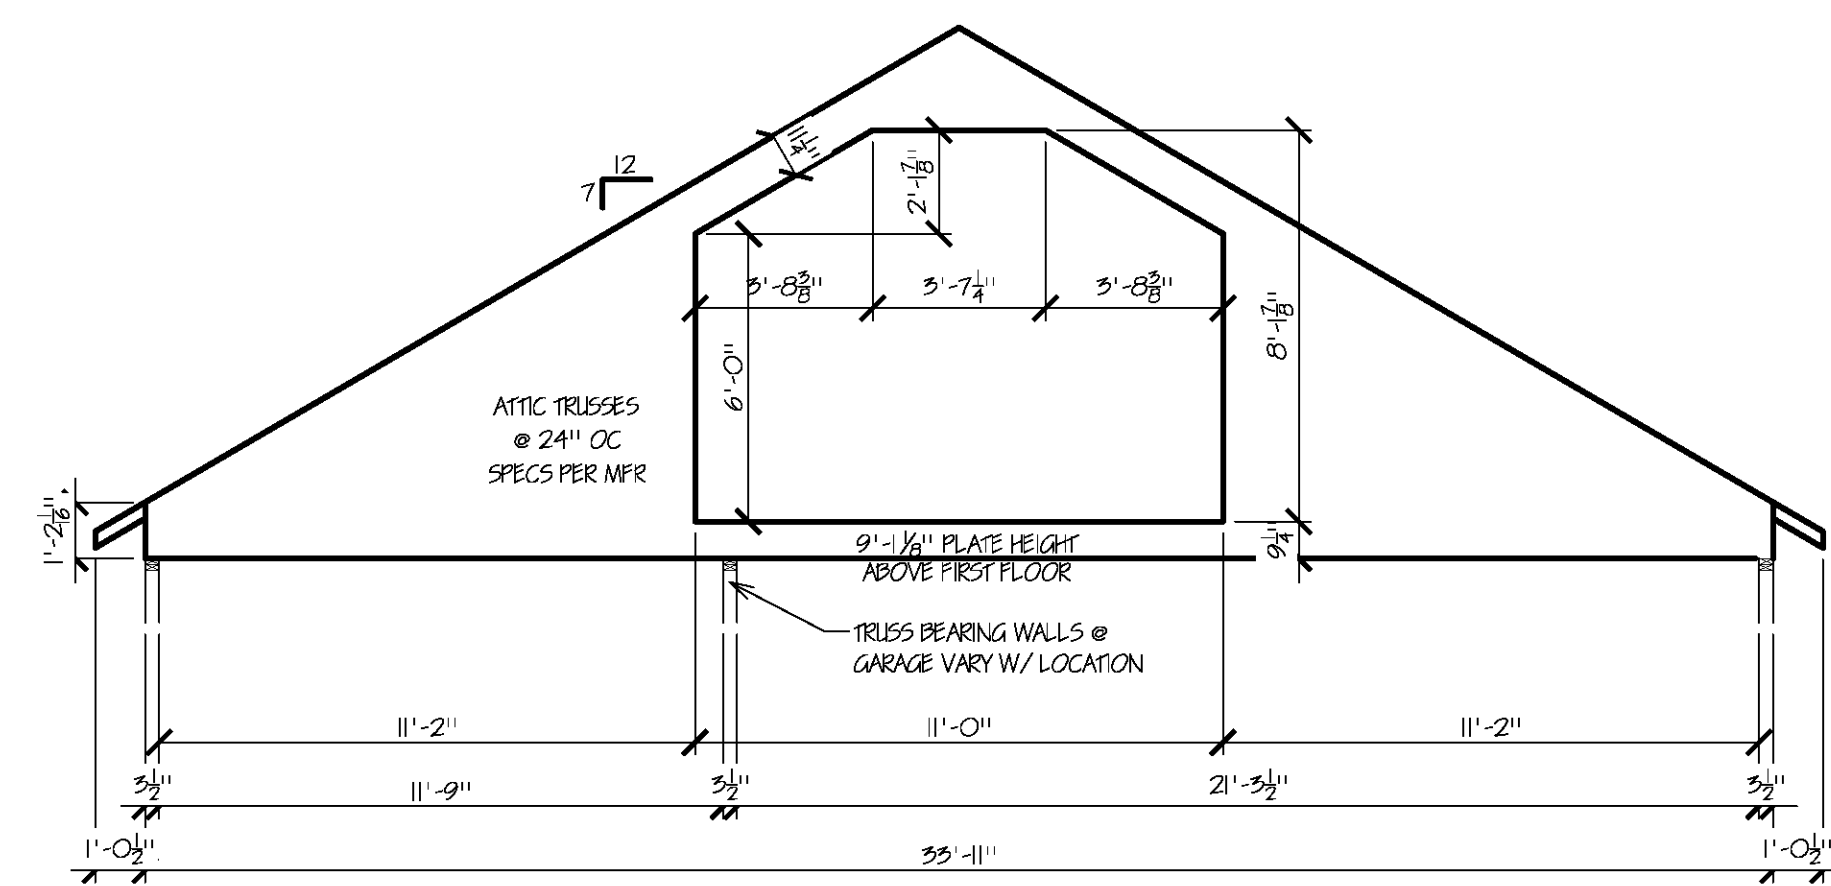 11 1/4"
12
7
2'-1 7/8"
3'-8 3/8" 3'-7 1/4" 3'-8 3/8"
8'-1 7/8"
6'-0"
ATTIC TRUSSES
@ 24" OC
SPECS PER MFR
1'-2 1/16"
9'-1 1/8" PLATE HEIGHT
ABOVE FIRST FLOOR
9 1/4"
TRUSS BEARING WALLS @
GARAGE VARY W/ LOCATION
11'-2" 11'-0" 11'-2"
3 1/2" 11'-9" 3 1/2" 21'-3 1/2" 3 1/2"
1'-0 1/2" 33'-11" 1'-0 1/2"